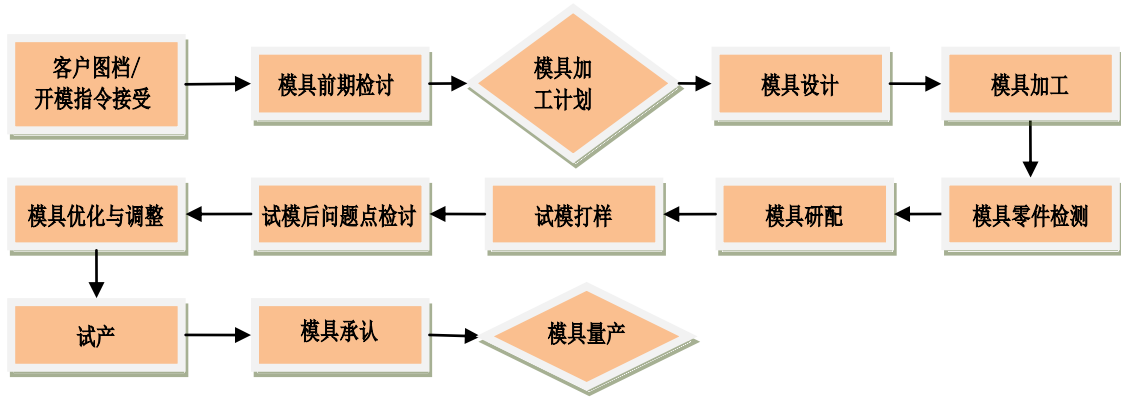 客户图档/
开模指令接受
模具前期检讨
模具加
工计划
模具设计
模具加工
模具优化与调整
试模后问题点检讨
试模打样
模具研配
模具零件检测
试产
模具承认
模具量产